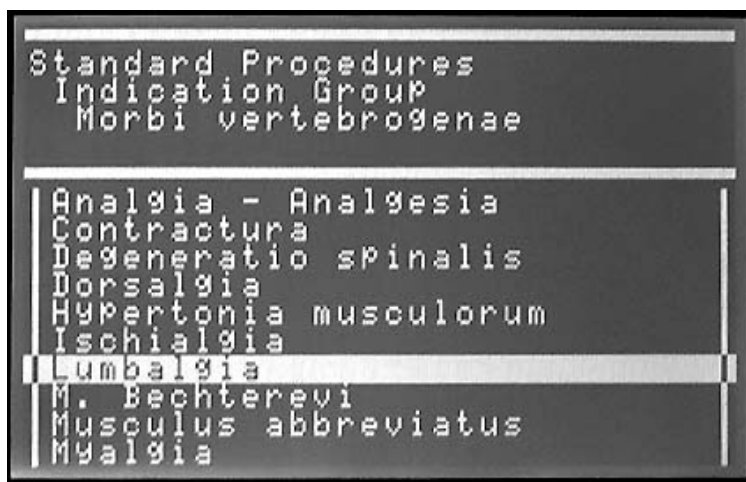 Standard Procedures
Indication Group
Morbi vertebrogenae
Analgia - Analgesia
Contractura
Degeneratio spinalis
Dorsalgia
Hypertonia musculorum
Ischialgia
Lumbalgia
M. Bechterevi
Musculus abbreviatus
Myalgia